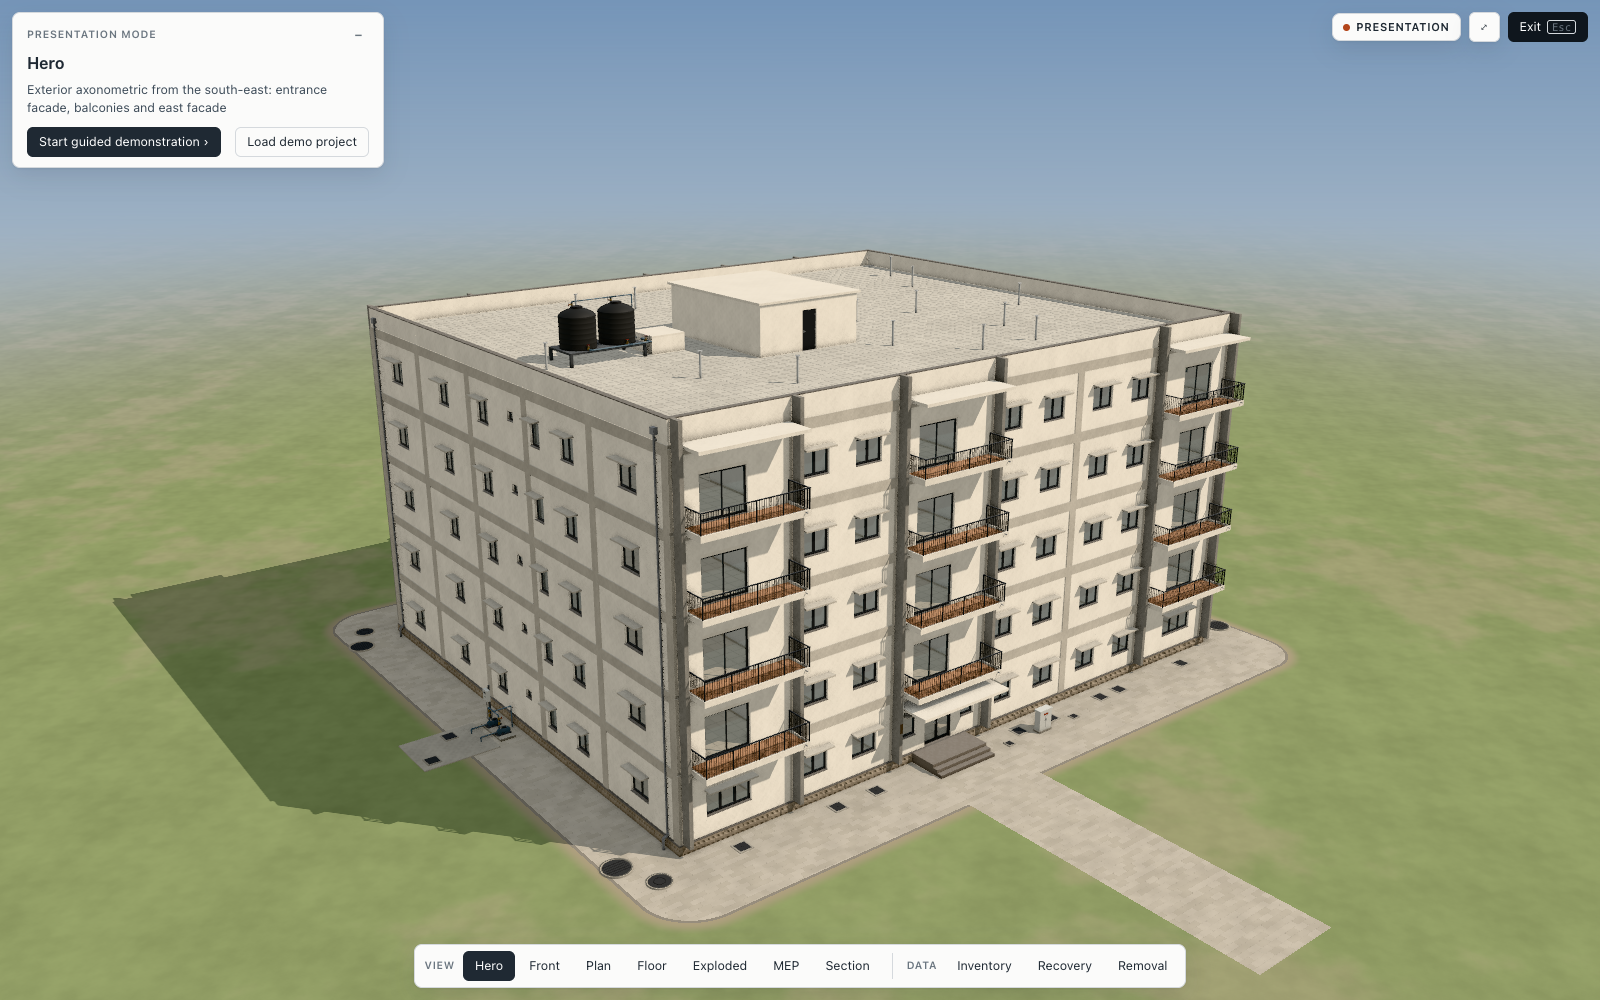 PRESENTATION MODE
–
Hero
Exterior axonometric from the south-east: entrance
facade, balconies and east facade
Start guided demonstration ›
Load demo project
PRESENTATION
Exit Esc
VIEW Hero Front Plan Floor Exploded MEP Section DATA Inventory Recovery Removal